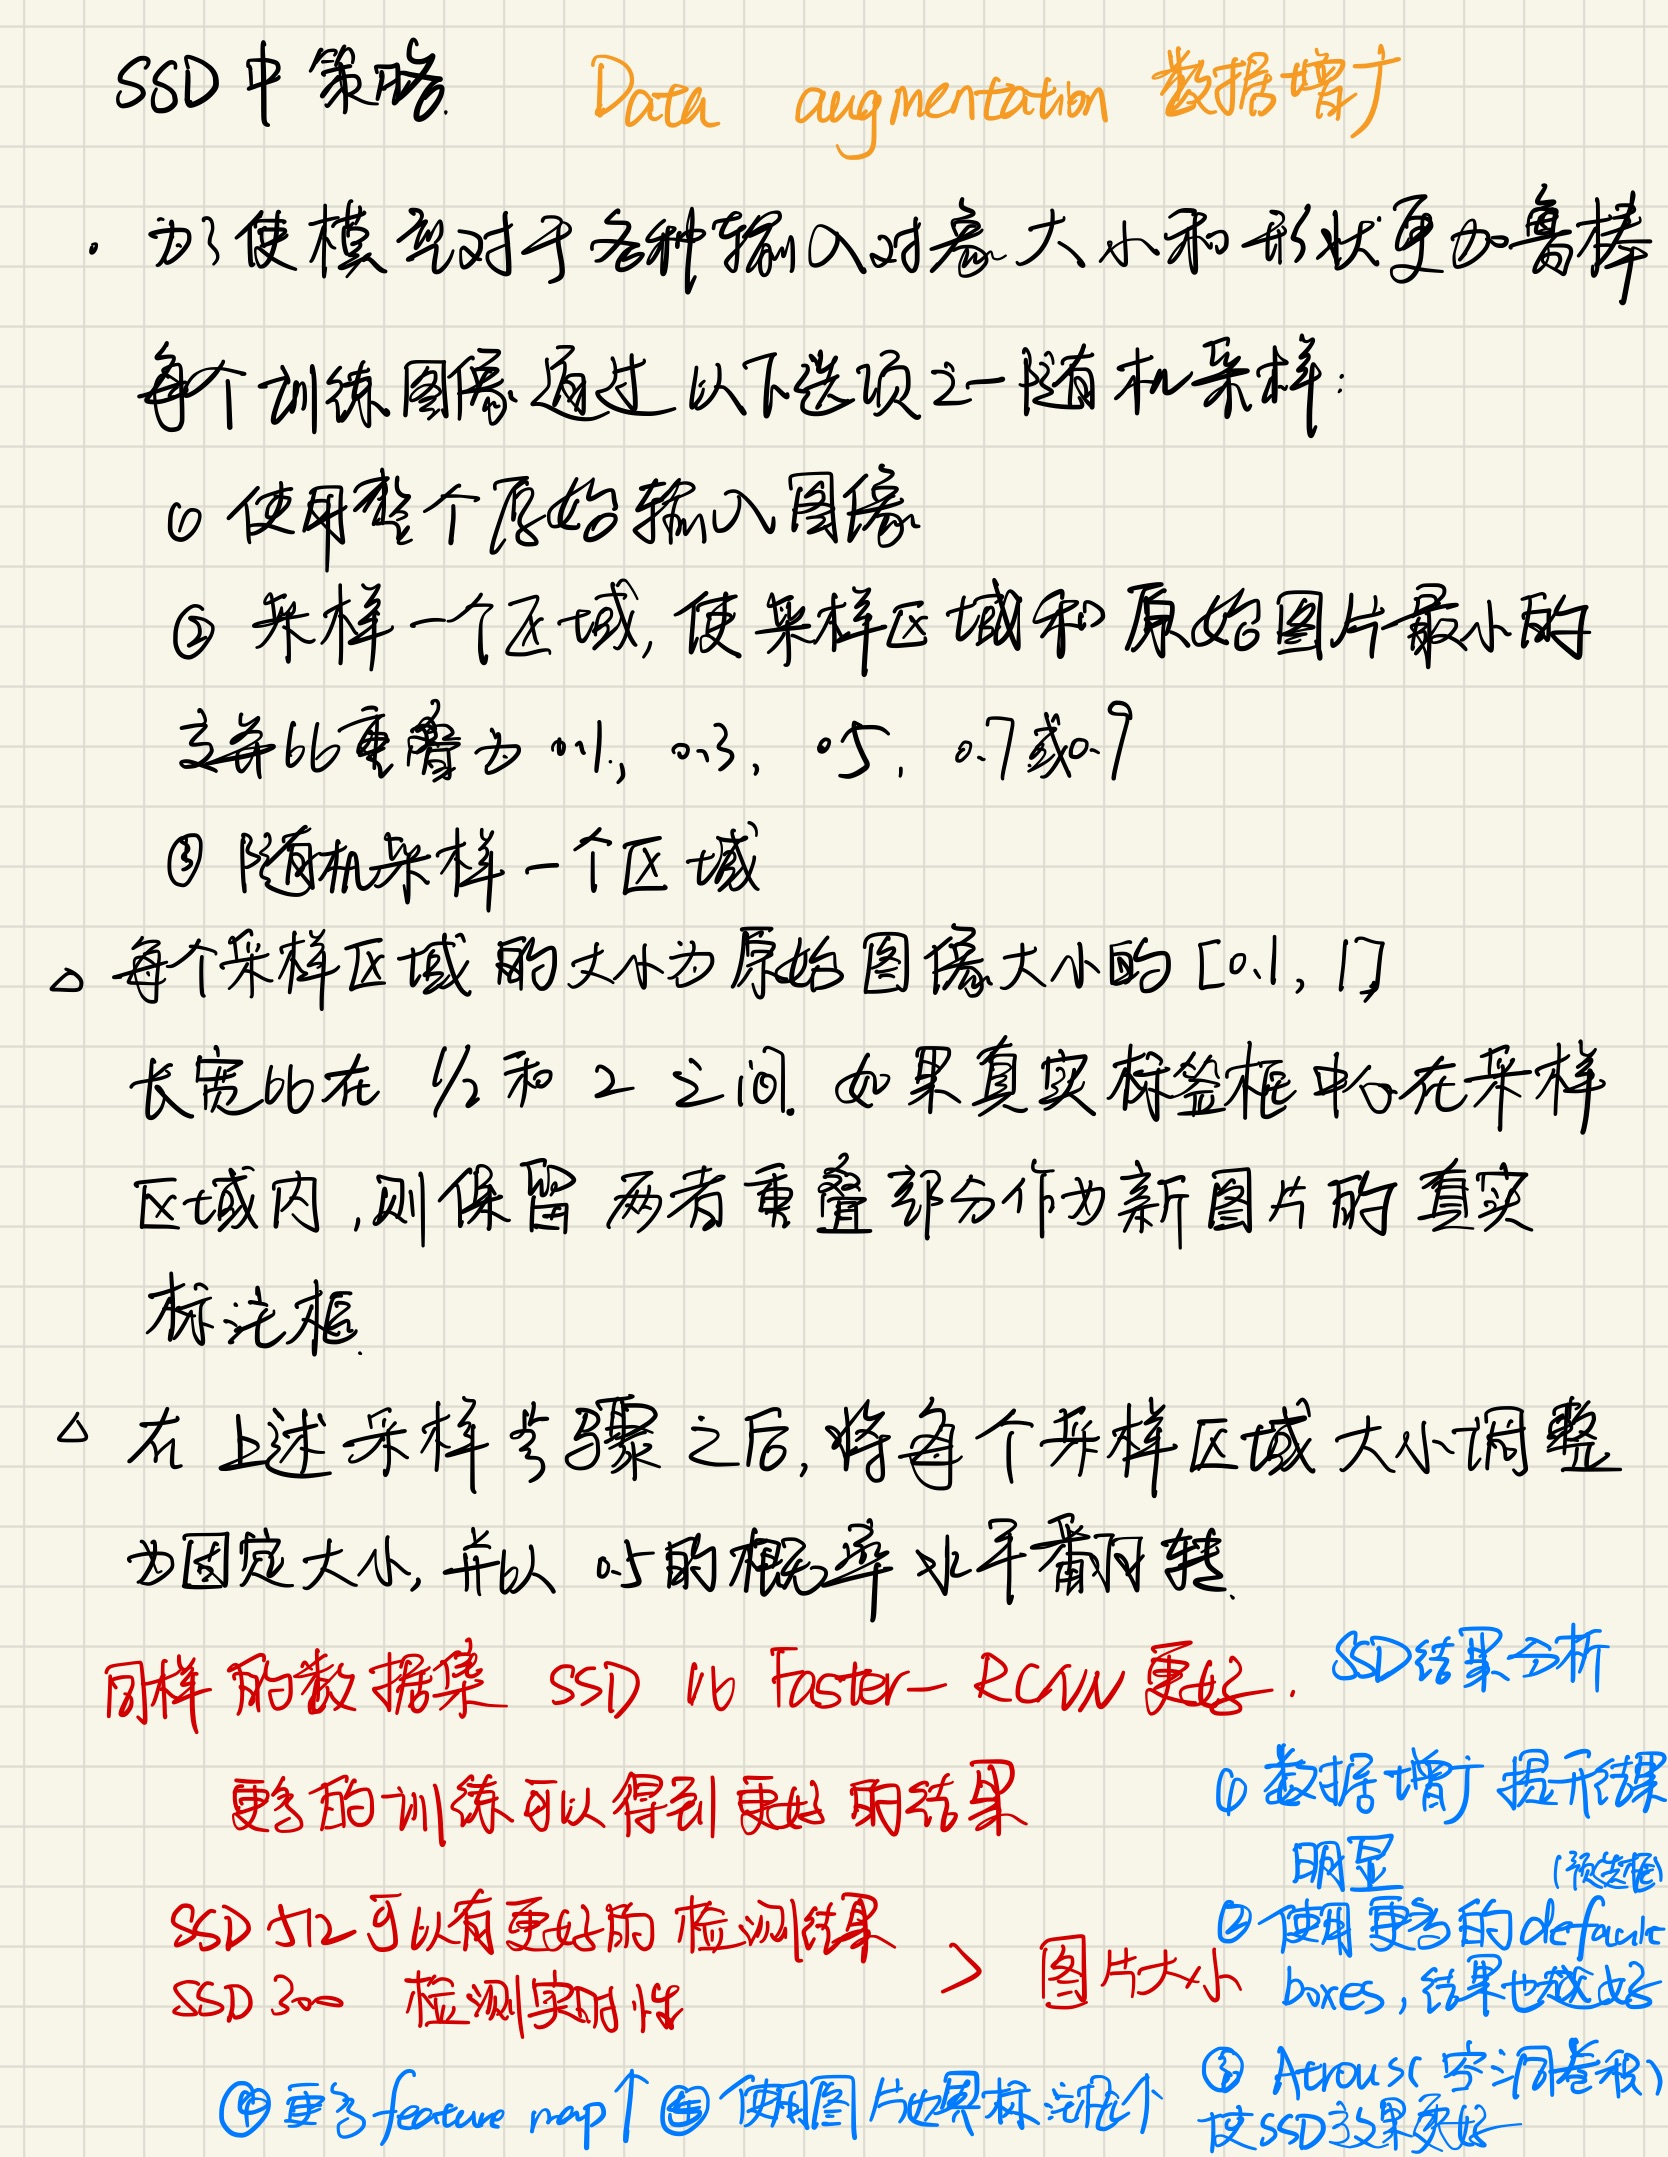 SSD中策略. Data augmentation 数据增广
· 为了使模型对于各种输入对象大小和形状更加鲁棒
每个训练图像通过以下选项之一随机采样:
① 使用整个原始输入图像
② 采样一个区域, 使采样区域和原始图片最小的
交并比重叠为 0.1, 0.3, 0.5, 0.7或0.9
③ 随机采样一个区域
△ 每个采样区域的大小为原始图像大小的 [0.1, 1]
长宽比在 1/2 和 2 之间. 如果真实标签框中心在采样
区域内, 则保留两者重叠部分作为新图片的真实
标注框.
△ 在上述采样步骤之后, 将每个采样区域大小调整
为固定大小, 并以 0.5的概率水平翻转.
同样的数据集 SSD 比 Faster-RCNN 更好.
更多的训练可以得到更好的结果
SSD 512 可以有更好的检测结果
SSD 300 检测实时性
> 图片大小
SSD结果分析
① 数据增广提升结果
明显
(预选框)
② 使用更多的default
boxes, 结果也越好
③ Atrous(空洞卷积)
使SSD效果更好
④ 更多feature map↑ ⑤ 使用图片边界标注框个